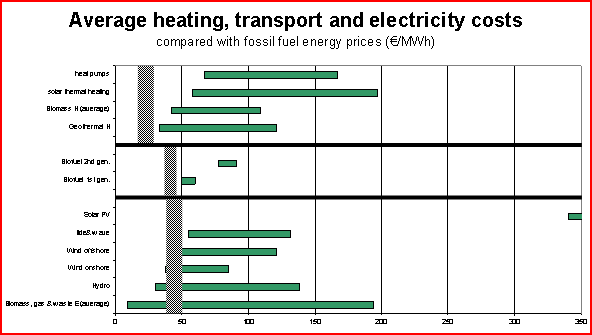 Average heating, transport and electricity costs
compared with fossil fuel energy prices (€/MWh)
heat pumps
solar thermal heating
Biomass H (average)
Geothermal H
Biofuel 2nd gen.
Biofuel 1st gen.
Solar PV
tide&wave
Wind offshore
Wind onshore
Hydro
Biomass, gas & waste E (average)
0 50 100 150 200 250 300 350